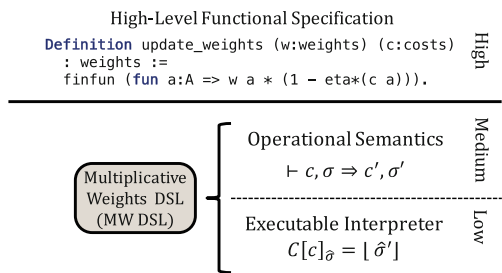 High-Level Functional Specification
Definition update_weights (w:weights) (c:costs)
: weights :=
finfun (fun a:A => w a * (1 − eta*(c a))).
High
Multiplicative
Weights DSL
(MW DSL)
Operational Semantics
⊢ c, σ ⇒ c′, σ′
Medium
Executable Interpreter
C[c]σ̂ = ⌊ σ̂′⌋
Low